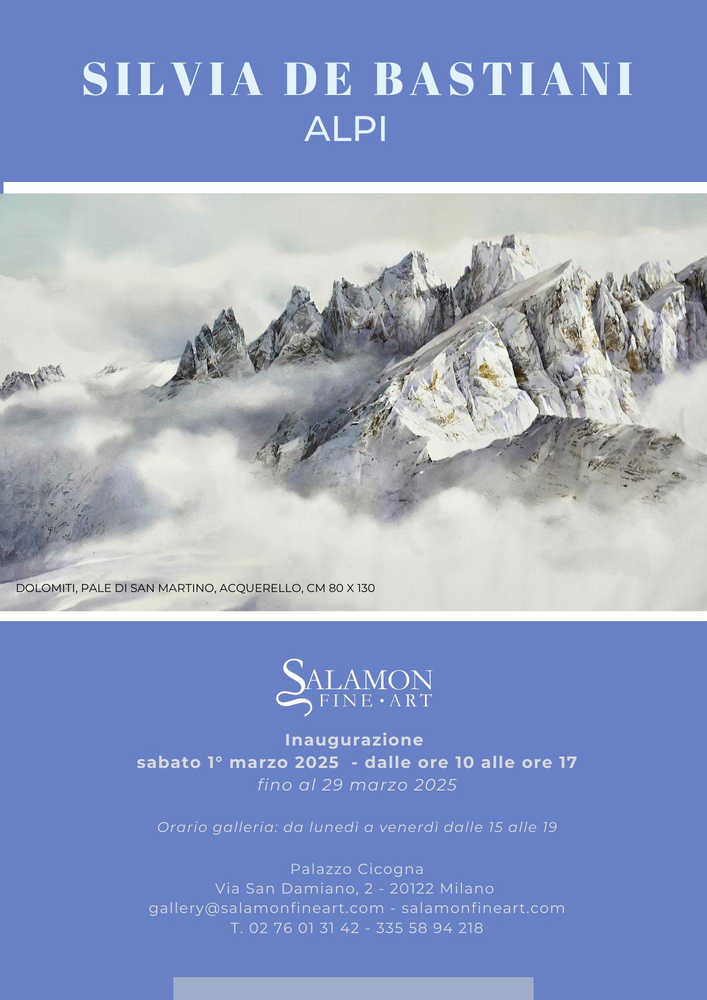 SILVIA DE BASTIANI
ALPI
DOLOMITI, PALE DI SAN MARTINO, ACQUERELLO, CM 80 X 130
SALAMON
FINE • ART
Inaugurazione
sabato 1° marzo 2025 - dalle ore 10 alle ore 17
fino al 29 marzo 2025
Orario galleria: da lunedì a venerdì dalle 15 alle 19
Palazzo Cicogna
Via San Damiano, 2 - 20122 Milano
gallery@salamonfineart.com - salamonfineart.com
T. 02 76 01 31 42 - 335 58 94 218